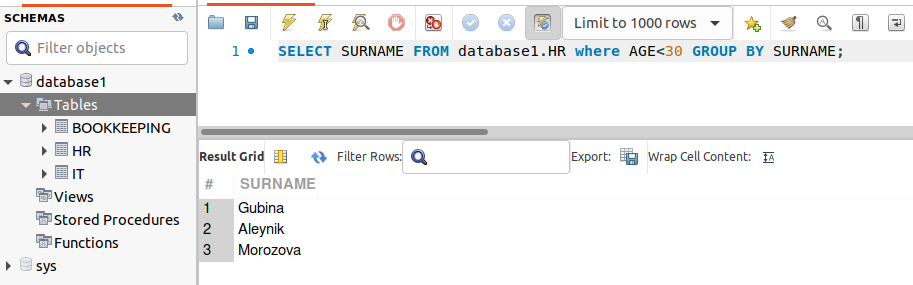 SCHEMAS
Filter objects
database1
Tables
BOOKKEEPING
HR
IT
Views
Stored Procedures
Functions
sys
Limit to 1000 rows
1 SELECT SURNAME FROM database1.HR where AGE<30 GROUP BY SURNAME;
Result Grid Filter Rows: Export: Wrap Cell Content:
# SURNAME
1 Gubina
2 Aleynik
3 Morozova